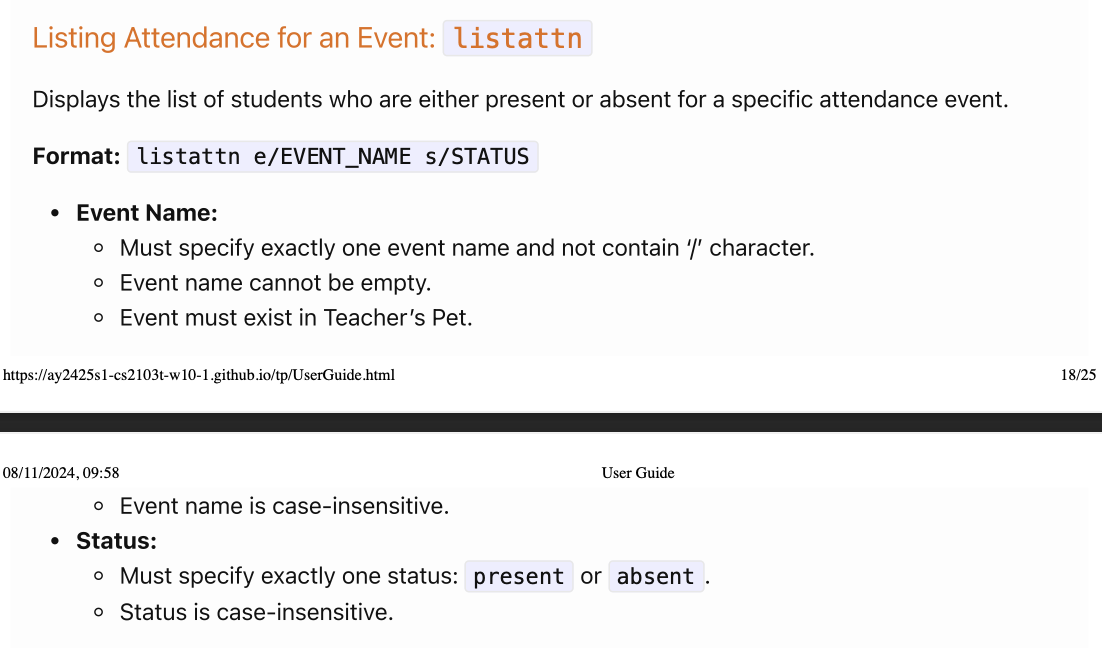 Listing Attendance for an Event: listattn
Displays the list of students who are either present or absent for a specific attendance event.
Format: listattn e/EVENT_NAME s/STATUS
• Event Name:
◦ Must specify exactly one event name and not contain ‘/’ character.
◦ Event name cannot be empty.
◦ Event must exist in Teacher’s Pet.
https://ay2425s1-cs2103t-w10-1.github.io/tp/UserGuide.html 18/25
08/11/2024, 09:58 User Guide
◦ Event name is case-insensitive.
• Status:
◦ Must specify exactly one status: present or absent.
◦ Status is case-insensitive.